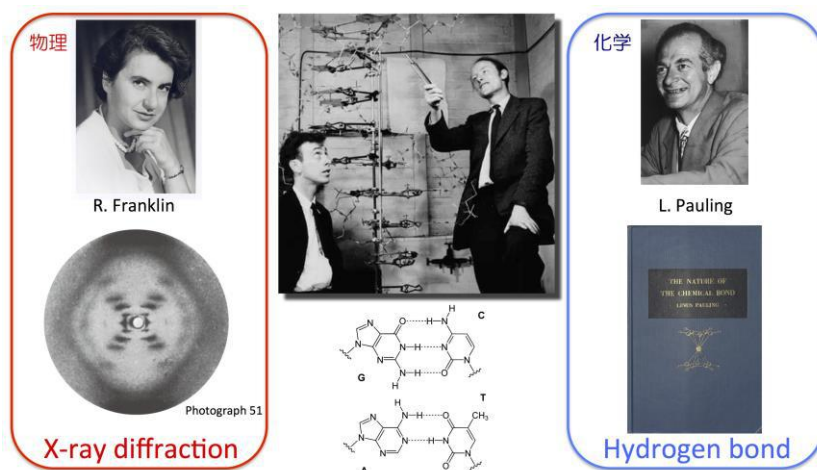 物理
R. Franklin
Photograph 51
X-ray diffraction
O
H
H
N
C
N
N
N
N
H
N
N
N
H
O
G
H
T
N
H
O
CH₃
N
N
N
H
N
N
N
A
O
化学
L. Pauling
THE NATURE OF
THE CHEMICAL BOND
LINUS PAULING
Hydrogen bond